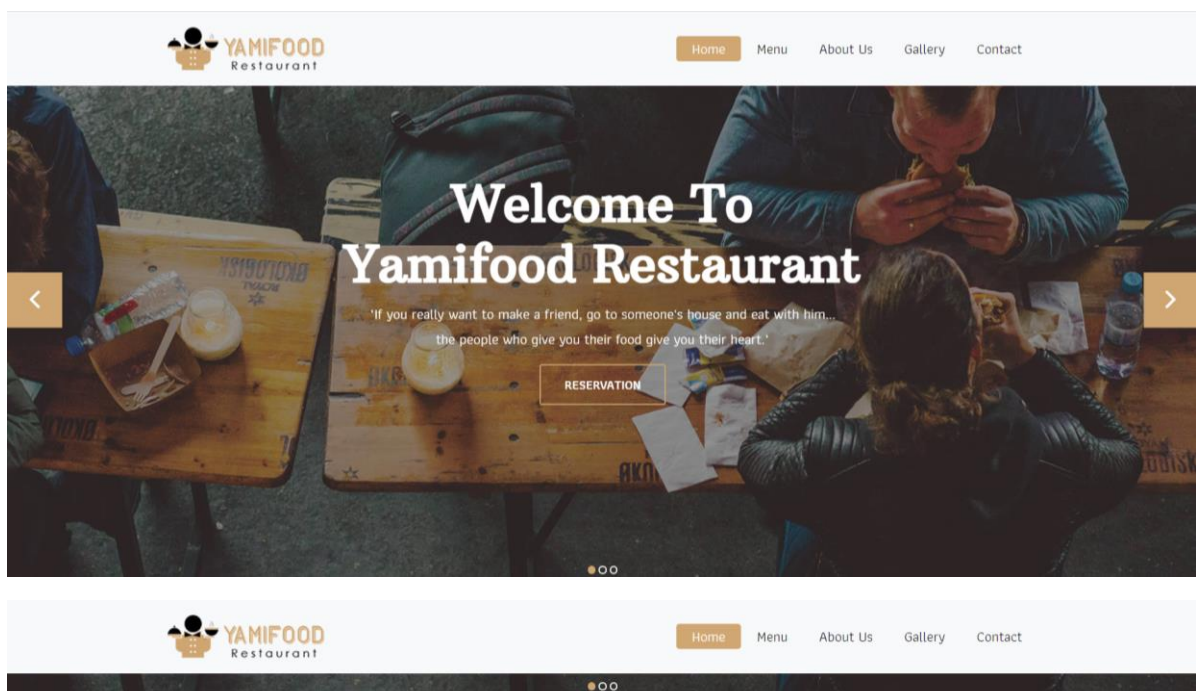 YAMIFOOD
Restaurant
Home Menu About Us Gallery Contact
Welcome To
Yamifood Restaurant
'If you really want to make a friend, go to someone's house and eat with him...
the people who give you their food give you their heart.'
RESERVATION
YAMIFOOD
Restaurant
Home Menu About Us Gallery Contact